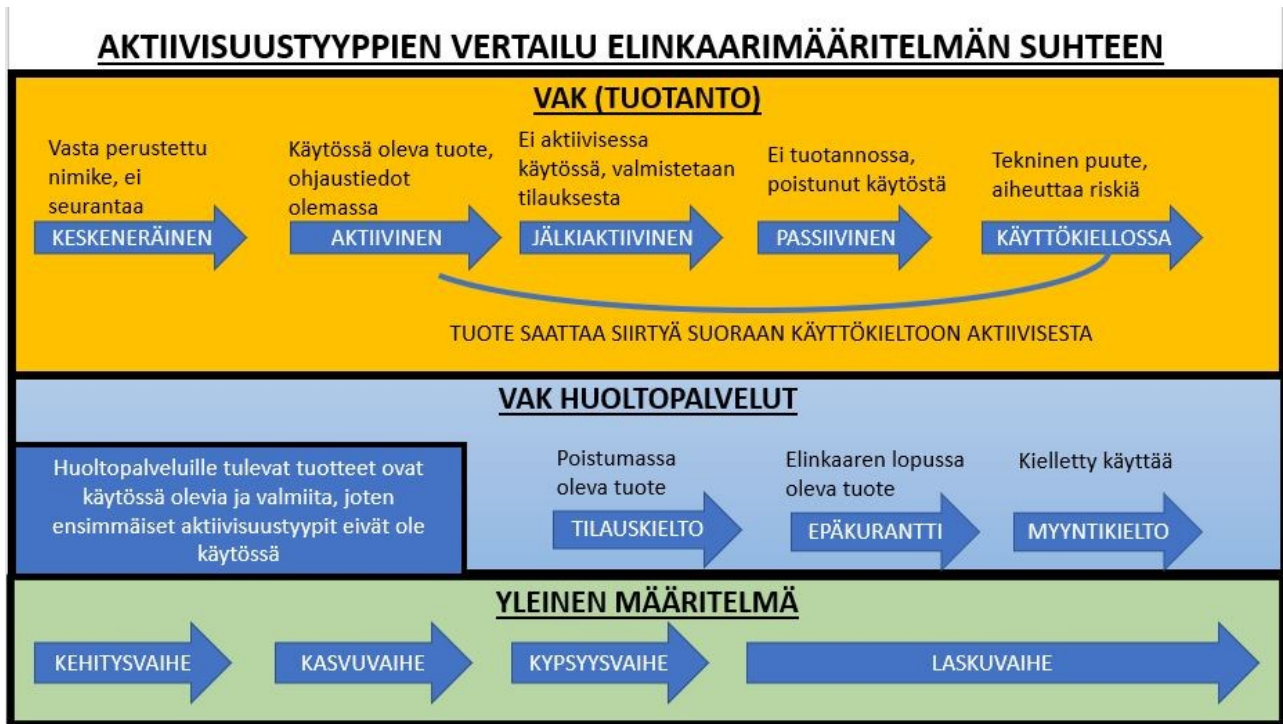 AKTIIVISUUSTYYPPIEN VERTAILU ELINKAARIMÄÄRITELMÄN SUHTEEN
VAK (TUOTANTO)
Vasta perustettu
nimike, ei
seurantaa
KESKENERÄINEN
Käytössä oleva tuote,
ohjaustiedot
olemassa
AKTIIVINEN
Ei aktiivisessa
käytössä, valmistetaan
tilauksesta
JÄLKIAKTIIVINEN
Ei tuotannossa,
poistunut käytöstä
PASSIIVINEN
Tekninen puute,
aiheuttaa riskiä
KÄYTTÖKIELLOSSA
TUOTE SAATTAA SIIRTYÄ SUORAAN KÄYTTÖKIELTOON AKTIIVISESTA
VAK HUOLTOPALVELUT
Huoltopalveluille tulevat tuotteet ovat
käytössä olevia ja valmiita, joten
ensimmäiset aktiivisuustyypit eivät ole
käytössä
Poistumassa
oleva tuote
TILAUSKIELTO
Elinkaaren lopussa
oleva tuote
EPÄKURANTTI
Kielletty käyttää
MYYNTIKIELTO
YLEINEN MÄÄRITELMÄ
KEHITYSVAIHE
KASVUVAIHE
KYPSYYSVAIHE
LASKUVAIHE